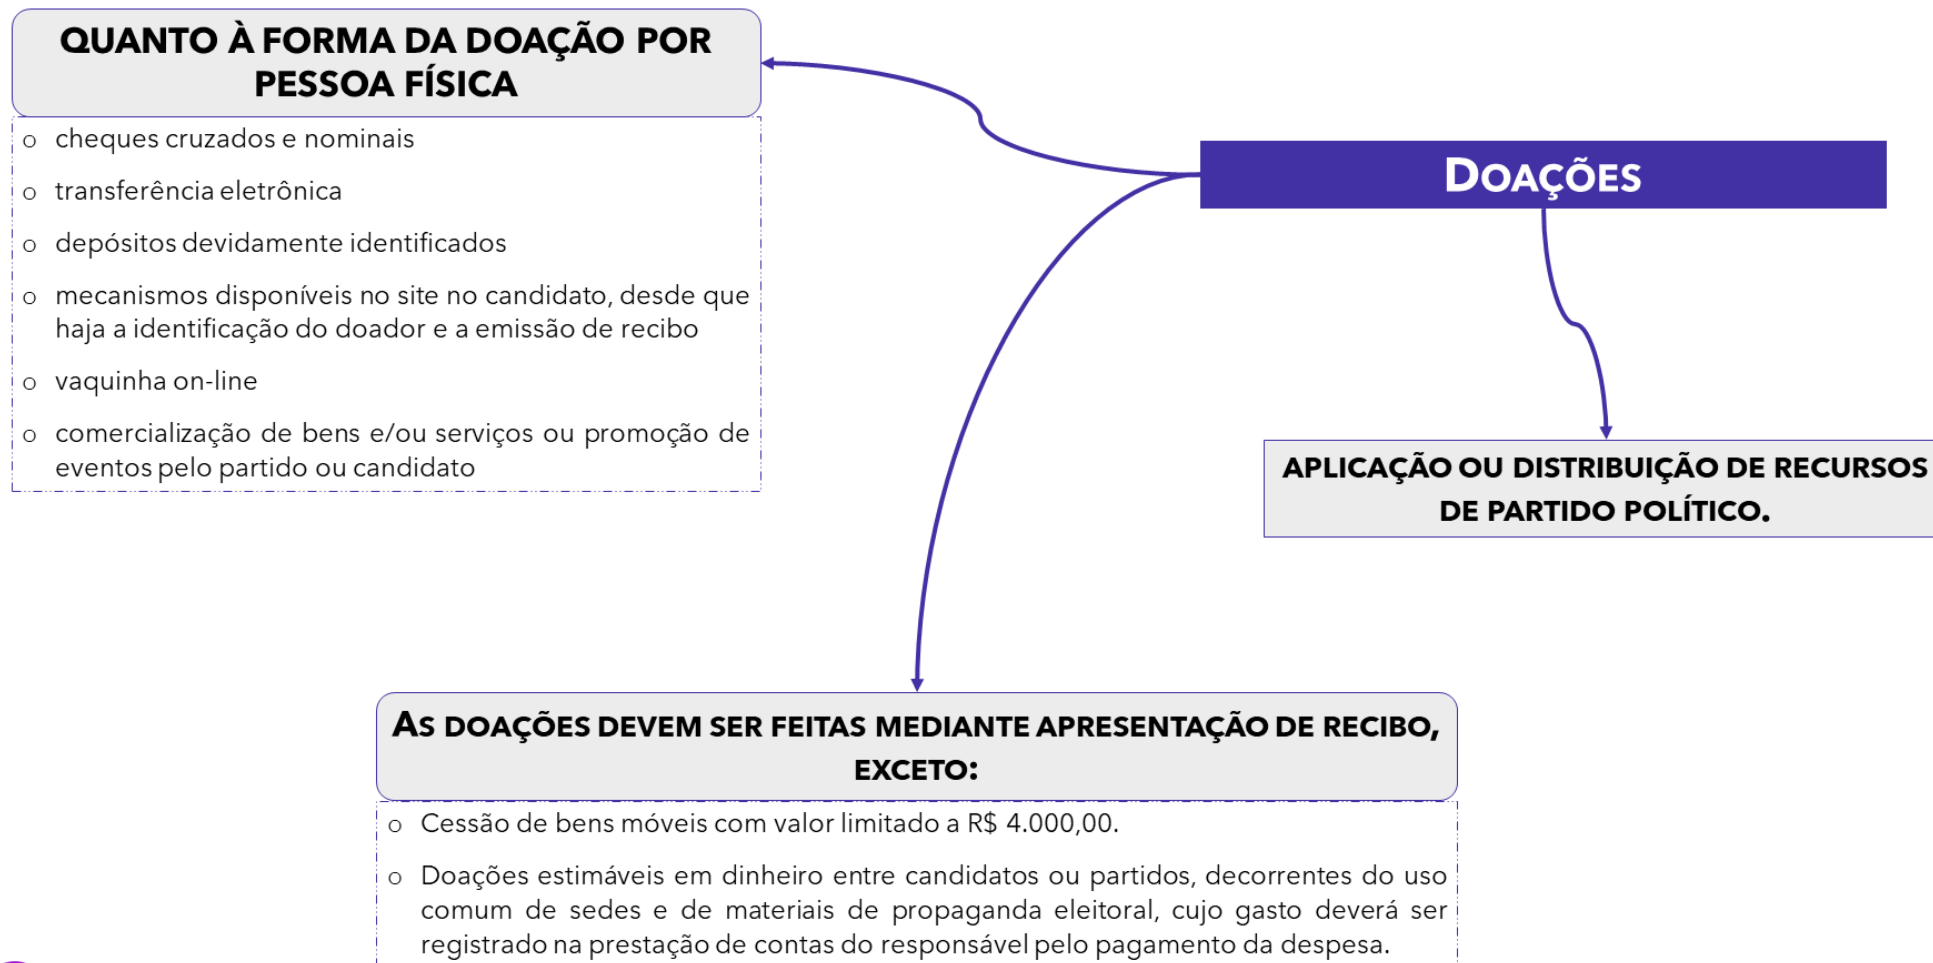 QUANTO À FORMA DA DOAÇÃO POR
PESSOA FÍSICA
o cheques cruzados e nominais
o transferência eletrônica
o depósitos devidamente identificados
o mecanismos disponíveis no site no candidato, desde que
haja a identificação do doador e a emissão de recibo
o vaquinha on-line
o comercialização de bens e/ou serviços ou promoção de
eventos pelo partido ou candidato
DOAÇÕES
APLICAÇÃO OU DISTRIBUIÇÃO DE RECURSOS
DE PARTIDO POLÍTICO.
AS DOAÇÕES DEVEM SER FEITAS MEDIANTE APRESENTAÇÃO DE RECIBO,
EXCETO:
o Cessão de bens móveis com valor limitado a R$ 4.000,00.
o Doações estimáveis em dinheiro entre candidatos ou partidos, decorrentes do uso
comum de sedes e de materiais de propaganda eleitoral, cujo gasto deverá ser
registrado na prestação de contas do responsável pelo pagamento da despesa.